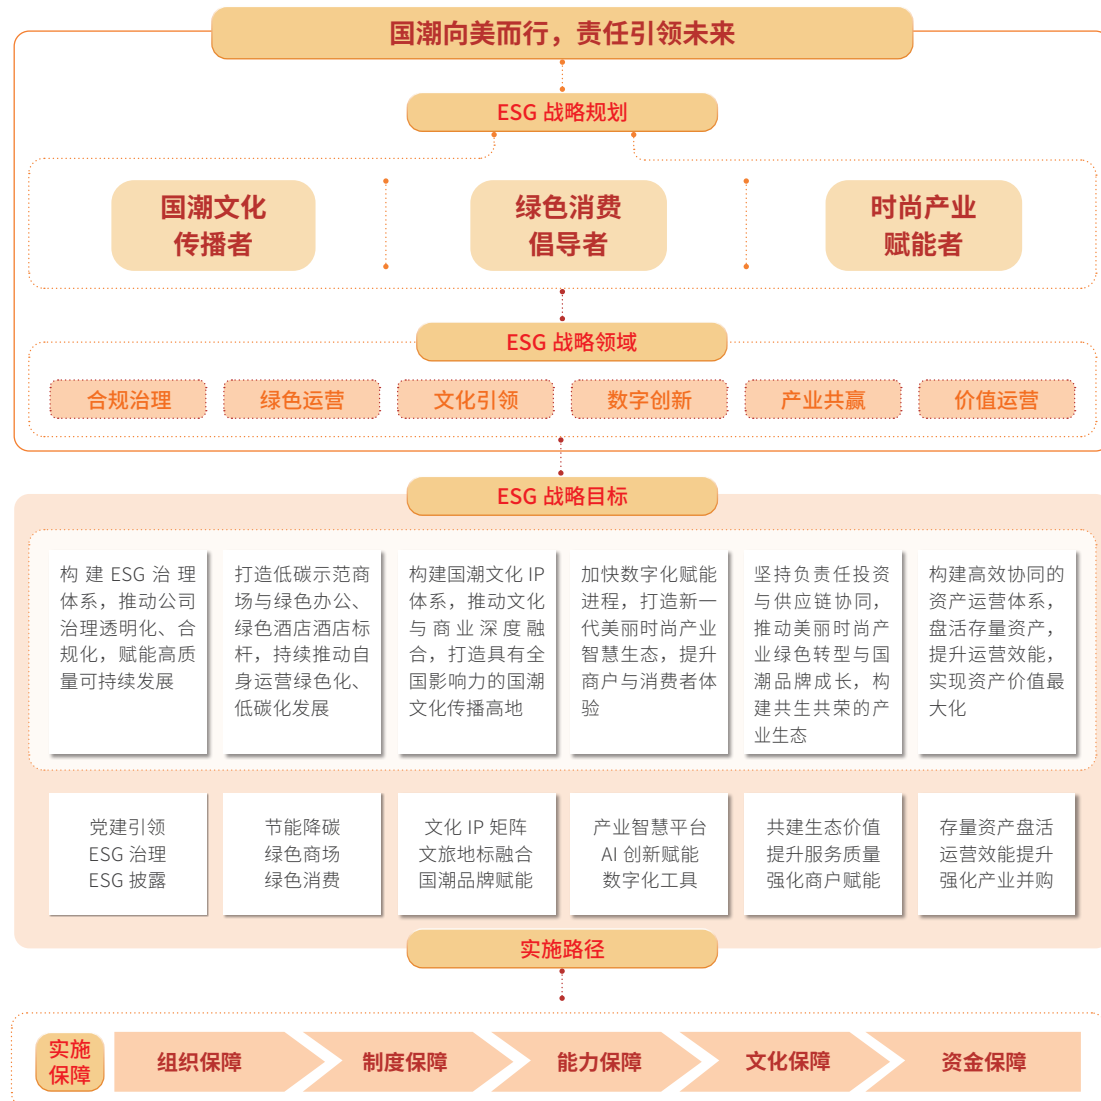 国潮向美而行，责任引领未来
ESG 战略规划
国潮文化
传播者
绿色消费
倡导者
时尚产业
赋能者
ESG 战略领域
合规治理
绿色运营
文化引领
数字创新
产业共赢
价值运营
ESG 战略目标
构建 ESG 治理
体系，推动公司
治理透明化、合
规化，赋能高质
量可持续发展
打造低碳示范商
场与绿色办公、
绿色酒店酒店标
杆，持续推动自
身运营绿色化、
低碳化发展
构建国潮文化 IP
体系，推动文化
与商业深度融
合，打造具有全
国影响力的国潮
文化传播高地
加快数字化赋能
进程，打造新一
代美丽时尚产业
智慧生态，提升
商户与消费者体
验
坚持负责任投资
与供应链协同，
推动美丽时尚产
业绿色转型与国
潮品牌成长，构
建共生共荣的产
业生态
构建高效协同的
资产运营体系，
盘活存量资产，
提升运营效能，
实现资产价值最
大化
党建引领
ESG 治理
ESG 披露
节能降碳
绿色商场
绿色消费
文化 IP 矩阵
文旅地标融合
国潮品牌赋能
产业智慧平台
AI 创新赋能
数字化工具
共建生态价值
提升服务质量
强化商户赋能
存量资产盘活
运营效能提升
强化产业并购
实施路径
实施
保障
组织保障
制度保障
能力保障
文化保障
资金保障